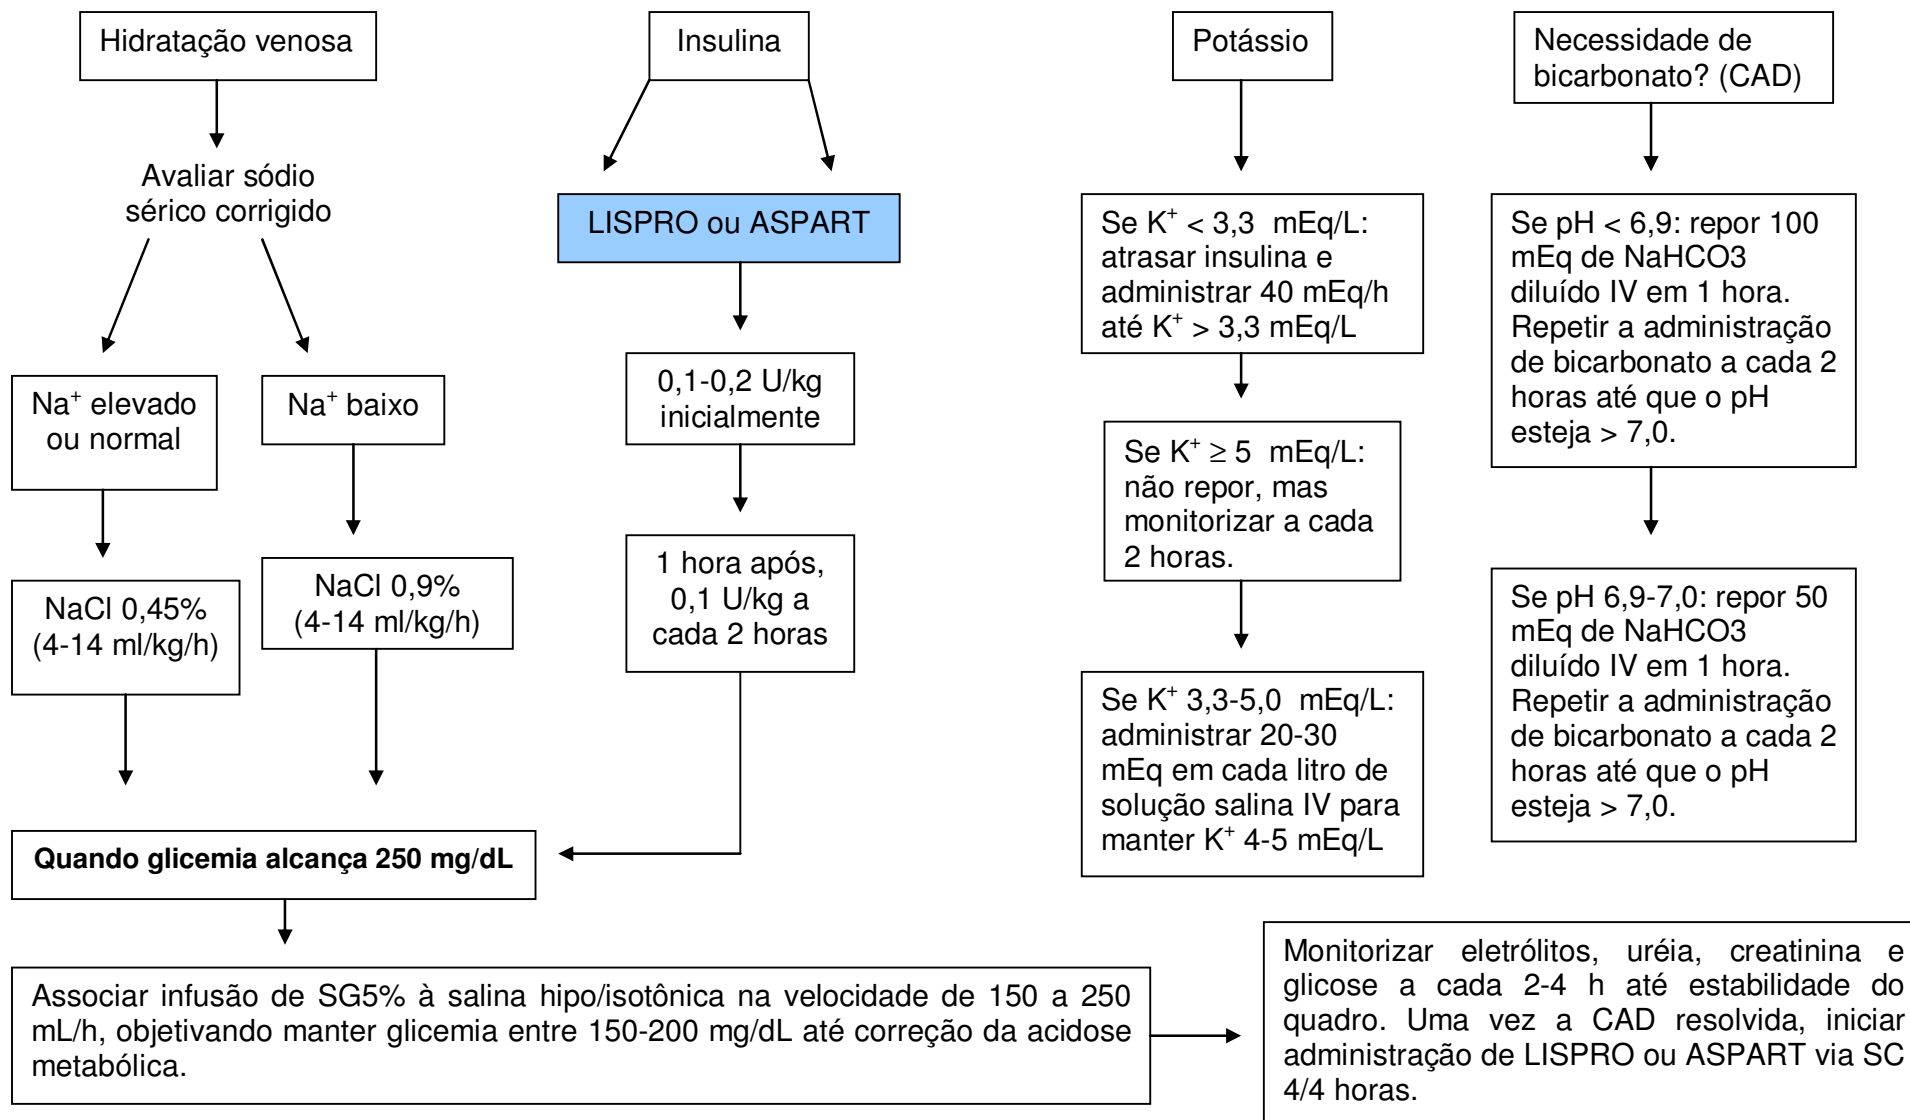 Hidratação venosa
Avaliar sódio
sérico corrigido
Na⁺ elevado
ou normal
Na⁺ baixo
NaCl 0,45%
(4-14 ml/kg/h)
NaCl 0,9%
(4-14 ml/kg/h)
Insulina
LISPRO ou ASPART
0,1-0,2 U/kg
inicialmente
1 hora após,
0,1 U/kg a
cada 2 horas
Quando glicemia alcança 250 mg/dL
Associar infusão de SG5% à salina hipo/isotônica na velocidade de 150 a 250
mL/h, objetivando manter glicemia entre 150-200 mg/dL até correção da acidose
metabólica.
Potássio
Se K⁺ < 3,3 mEq/L:
atrasar insulina e
administrar 40 mEq/h
até K⁺ > 3,3 mEq/L
Se K⁺ ≥ 5 mEq/L:
não repor, mas
monitorizar a cada
2 horas.
Se K⁺ 3,3-5,0 mEq/L:
administrar 20-30
mEq em cada litro de
solução salina IV para
manter K⁺ 4-5 mEq/L
Necessidade de
bicarbonato? (CAD)
Se pH < 6,9: repor 100
mEq de NaHCO3
diluído IV em 1 hora.
Repetir a administração
de bicarbonato a cada 2
horas até que o pH
esteja > 7,0.
Se pH 6,9-7,0: repor 50
mEq de NaHCO3
diluído IV em 1 hora.
Repetir a administração
de bicarbonato a cada 2
horas até que o pH
esteja > 7,0.
Monitorizar eletrólitos, uréia, creatinina e
glicose a cada 2-4 h até estabilidade do
quadro. Uma vez a CAD resolvida, iniciar
administração de LISPRO ou ASPART via SC
4/4 horas.